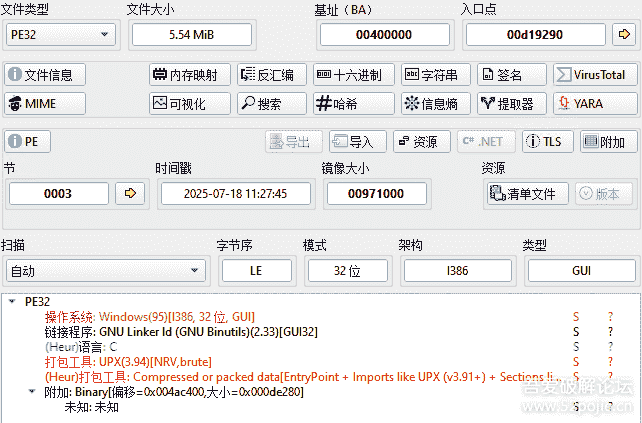 文件类型 文件大小 基址（BA） 入口点
PE32 5.54 MiB 00400000 00d19290
文件信息 内存映射 反汇编 十六进制 字符串 签名 VirusTotal
MIME 可视化 搜索 哈希 信息熵 提取器 YARA
PE 导出 导入 资源 .NET TLS 附加
节 时间戳 镜像大小 资源
0003 2025-07-18 11:27:45 00971000 清单文件 版本
扫描 字节序 模式 架构 类型
自动 LE 32 位 I386 GUI
PE32
操作系统: Windows(95)[I386, 32 位, GUI] S ?
链接程序: GNU Linker ld (GNU Binutils)(2.33)[GUI32] S ?
(Heur)语言: C S ?
打包工具: UPX(3.94)[NRV,brute] S ?
(Heur)打包工具: Compressed or packed data[EntryPoint + Imports like UPX (v3.91+) + Sections li... S ?
附加: Binary[偏移=0x004ac400,大小=0x000de280]
未知: 未知 S ?
吾爱破解论坛
www.52pojie.cn